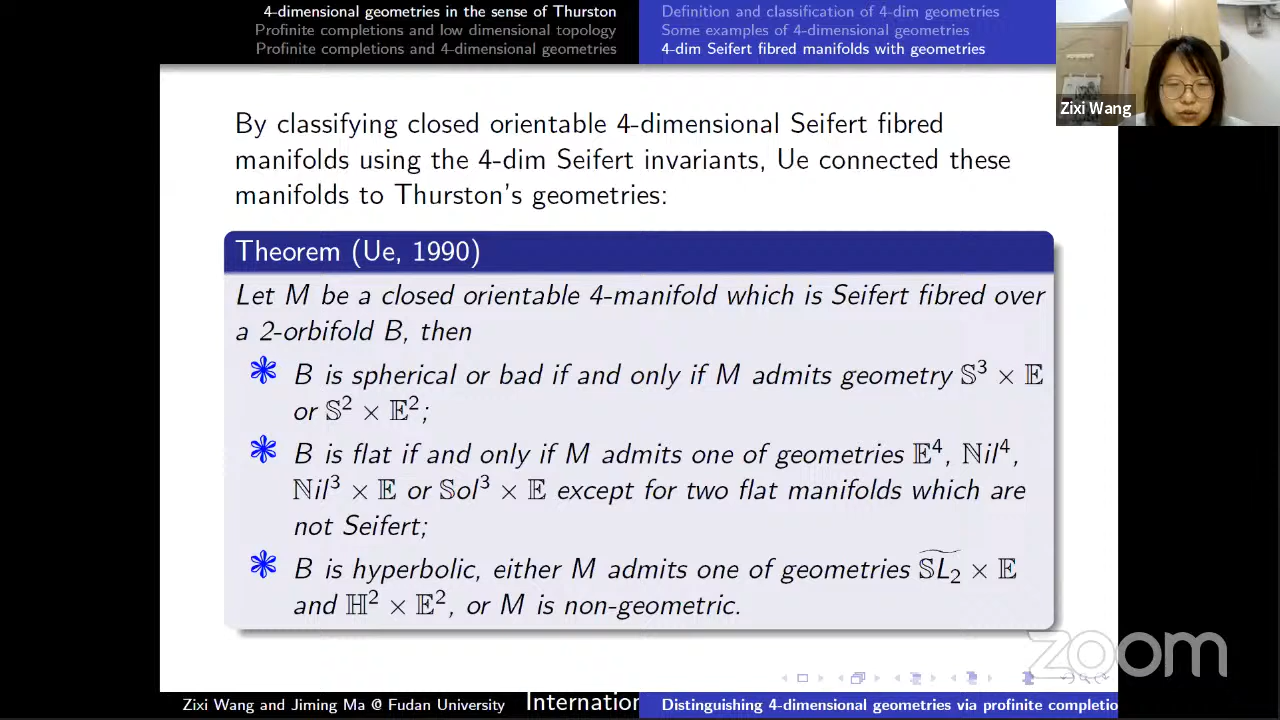 4-dimensional geometries in the sense of Thurston
Profinite completions and low dimensional topology
Profinite completions and 4-dimensional geometries
Definition and classification of 4-dim geometries
Some examples of 4-dimensional geometries
4-dim Seifert fibred manifolds with geometries
Zixi Wang
By classifying closed orientable 4-dimensional Seifert fibred
manifolds using the 4-dim Seifert invariants, Ue connected these
manifolds to Thurston's geometries:
Theorem (Ue, 1990)
Let M be a closed orientable 4-manifold which is Seifert fibred over
a 2-orbifold B, then
B is spherical or bad if and only if M admits geometry 𝕊³ × 𝔼
or 𝕊² × 𝔼²;
B is flat if and only if M admits one of geometries 𝔼⁴, ℕil⁴,
ℕil³ × 𝔼 or 𝕊ol³ × 𝔼 except for two flat manifolds which are
not Seifert;
B is hyperbolic, either M admits one of geometries \widetilde{𝕊L₂} × 𝔼
and ℍ² × 𝔼², or M is non-geometric.
zoom
Zixi Wang and Jiming Ma @ Fudan University
Internation
Distinguishing 4-dimensional geometries via profinite completio